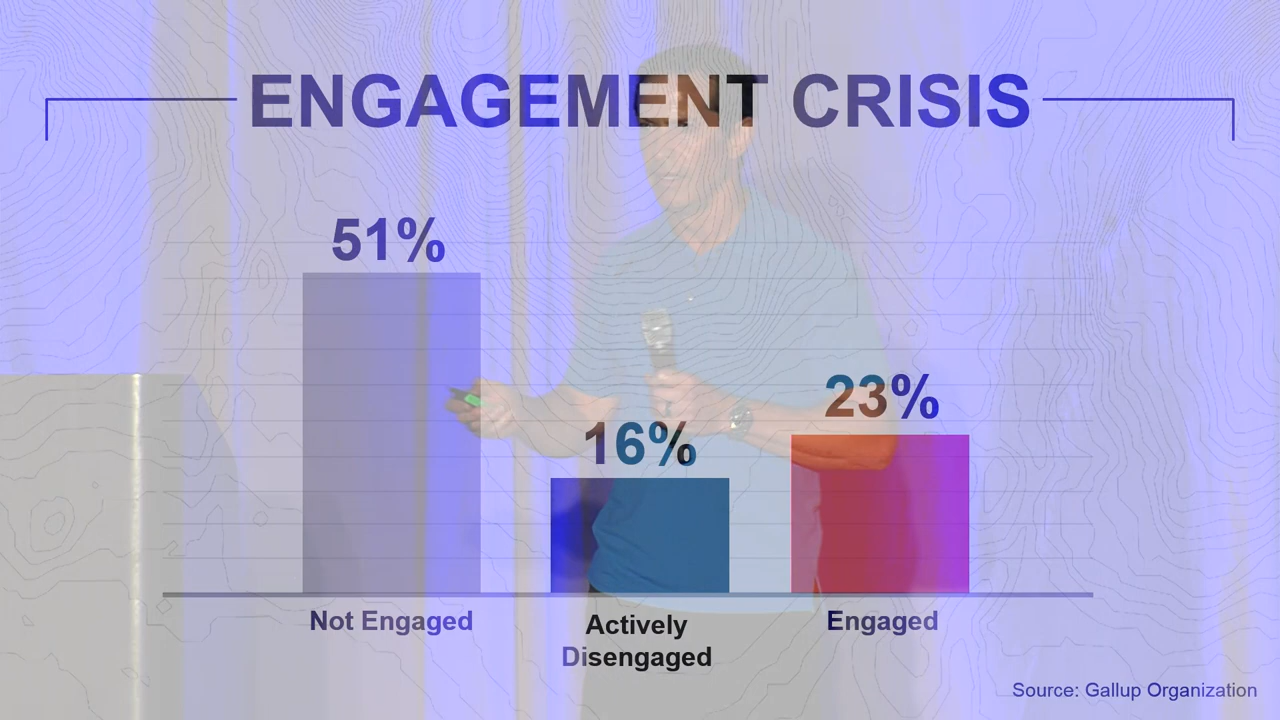 ENGAGEMENT CRISIS
51%
16%
23%
Not Engaged
Actively
Disengaged
Engaged
Source: Gallup Organization